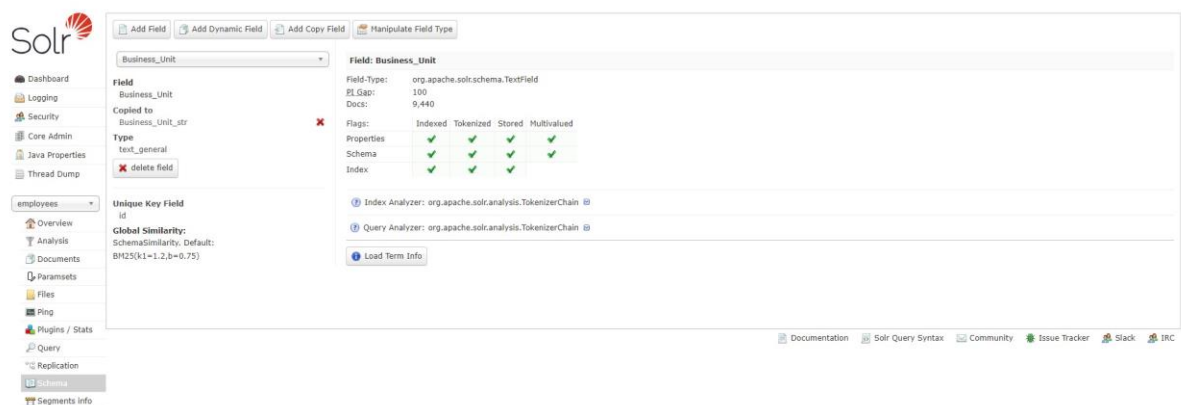 Solr
Add Field Add Dynamic Field Add Copy Field Manipulate Field Type
Dashboard
Logging
Security
Core Admin
Java Properties
Thread Dump
employees
Overview
Analysis
Documents
Paramsets
Files
Ping
Plugins / Stats
Query
Replication
Schema
Segments info
Business_Unit
Field
Business_Unit
Copied to
Business_Unit_str
Type
text_general
delete field
Unique Key Field
id
Global Similarity:
SchemaSimilarity. Default:
BM25(k1=1.2,b=0.75)
Field: Business_Unit
Field-Type: org.apache.solr.schema.TextField
PI Gap: 100
Docs: 9,440
Flags: Indexed Tokenized Stored Multivalued
Properties
Schema
Index
Index Analyzer: org.apache.solr.analysis.TokenizerChain
Query Analyzer: org.apache.solr.analysis.TokenizerChain
Load Term Info
Documentation Solr Query Syntax Community Issue Tracker Slack IRC